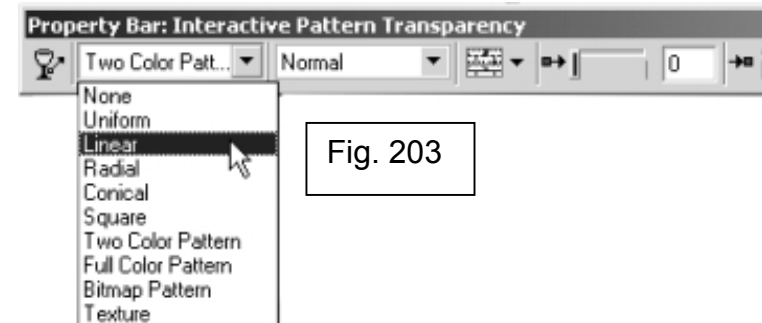 Property Bar: Interactive Pattern Transparency
Two Color Patt... Normal 0
None
Uniform
Linear
Radial
Conical
Square
Two Color Pattern
Full Color Pattern
Bitmap Pattern
Texture
Fig. 203